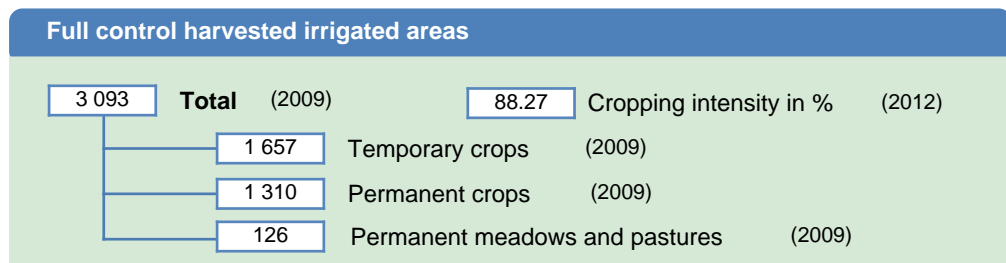 Full control harvested irrigated areas
3 093 Total (2009) 88.27 Cropping intensity in % (2012)
1 657 Temporary crops (2009)
1 310 Permanent crops (2009)
126 Permanent meadows and pastures (2009)